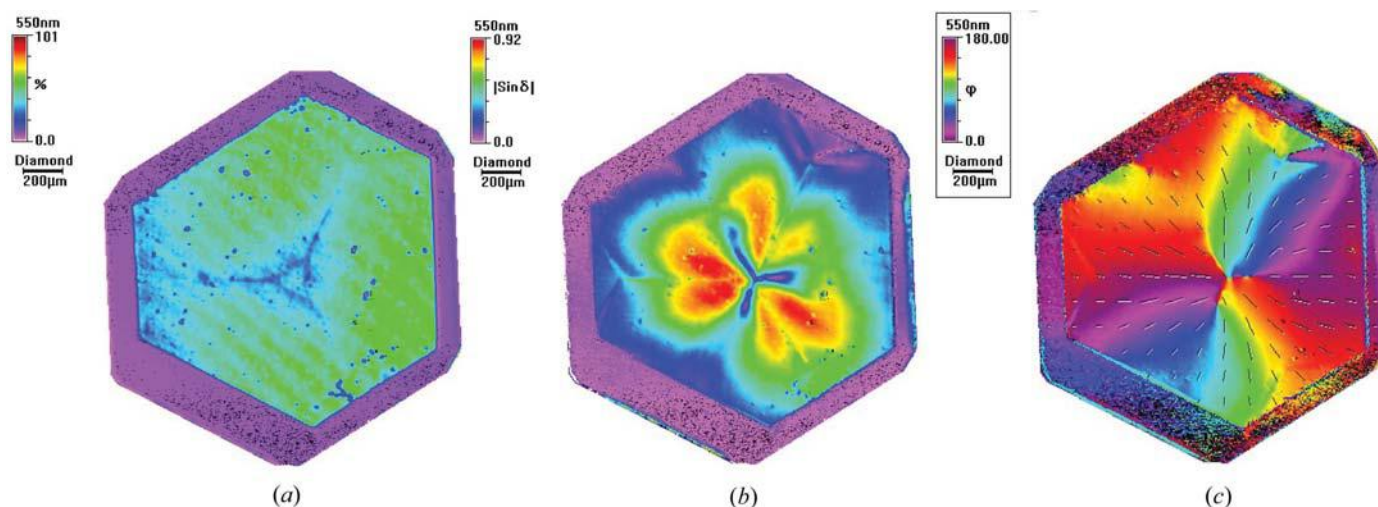 550nm
101
%
0.0
Diamond
200μm
550nm
0.92
|Sinδ|
0.0
Diamond
200μm
550nm
180.00
φ
0.0
Diamond
200μm
(a)
(b)
(c)